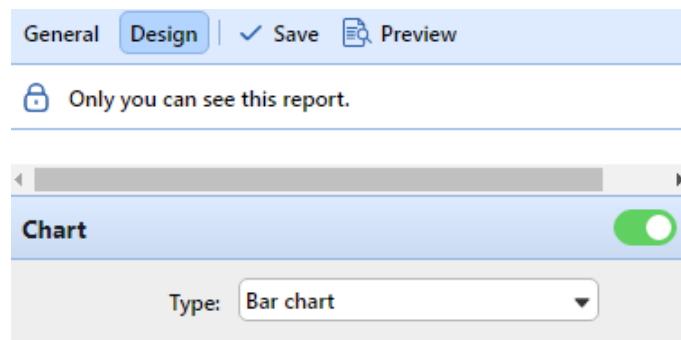 General Design Save Preview
Only you can see this report.
Chart
Type: Bar chart